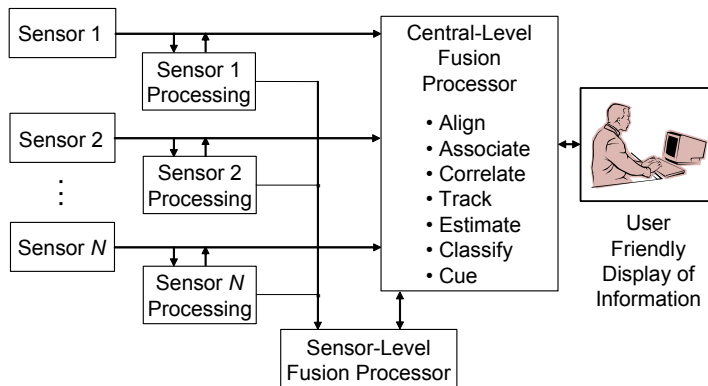 Sensor 1
Sensor 1
Processing
Sensor 2
Sensor 2
Processing
Sensor N
Sensor N
Processing
Central-Level
Fusion
Processor
• Align
• Associate
• Correlate
• Track
• Estimate
• Classify
• Cue
User
Friendly
Display of
Information
Sensor-Level
Fusion Processor